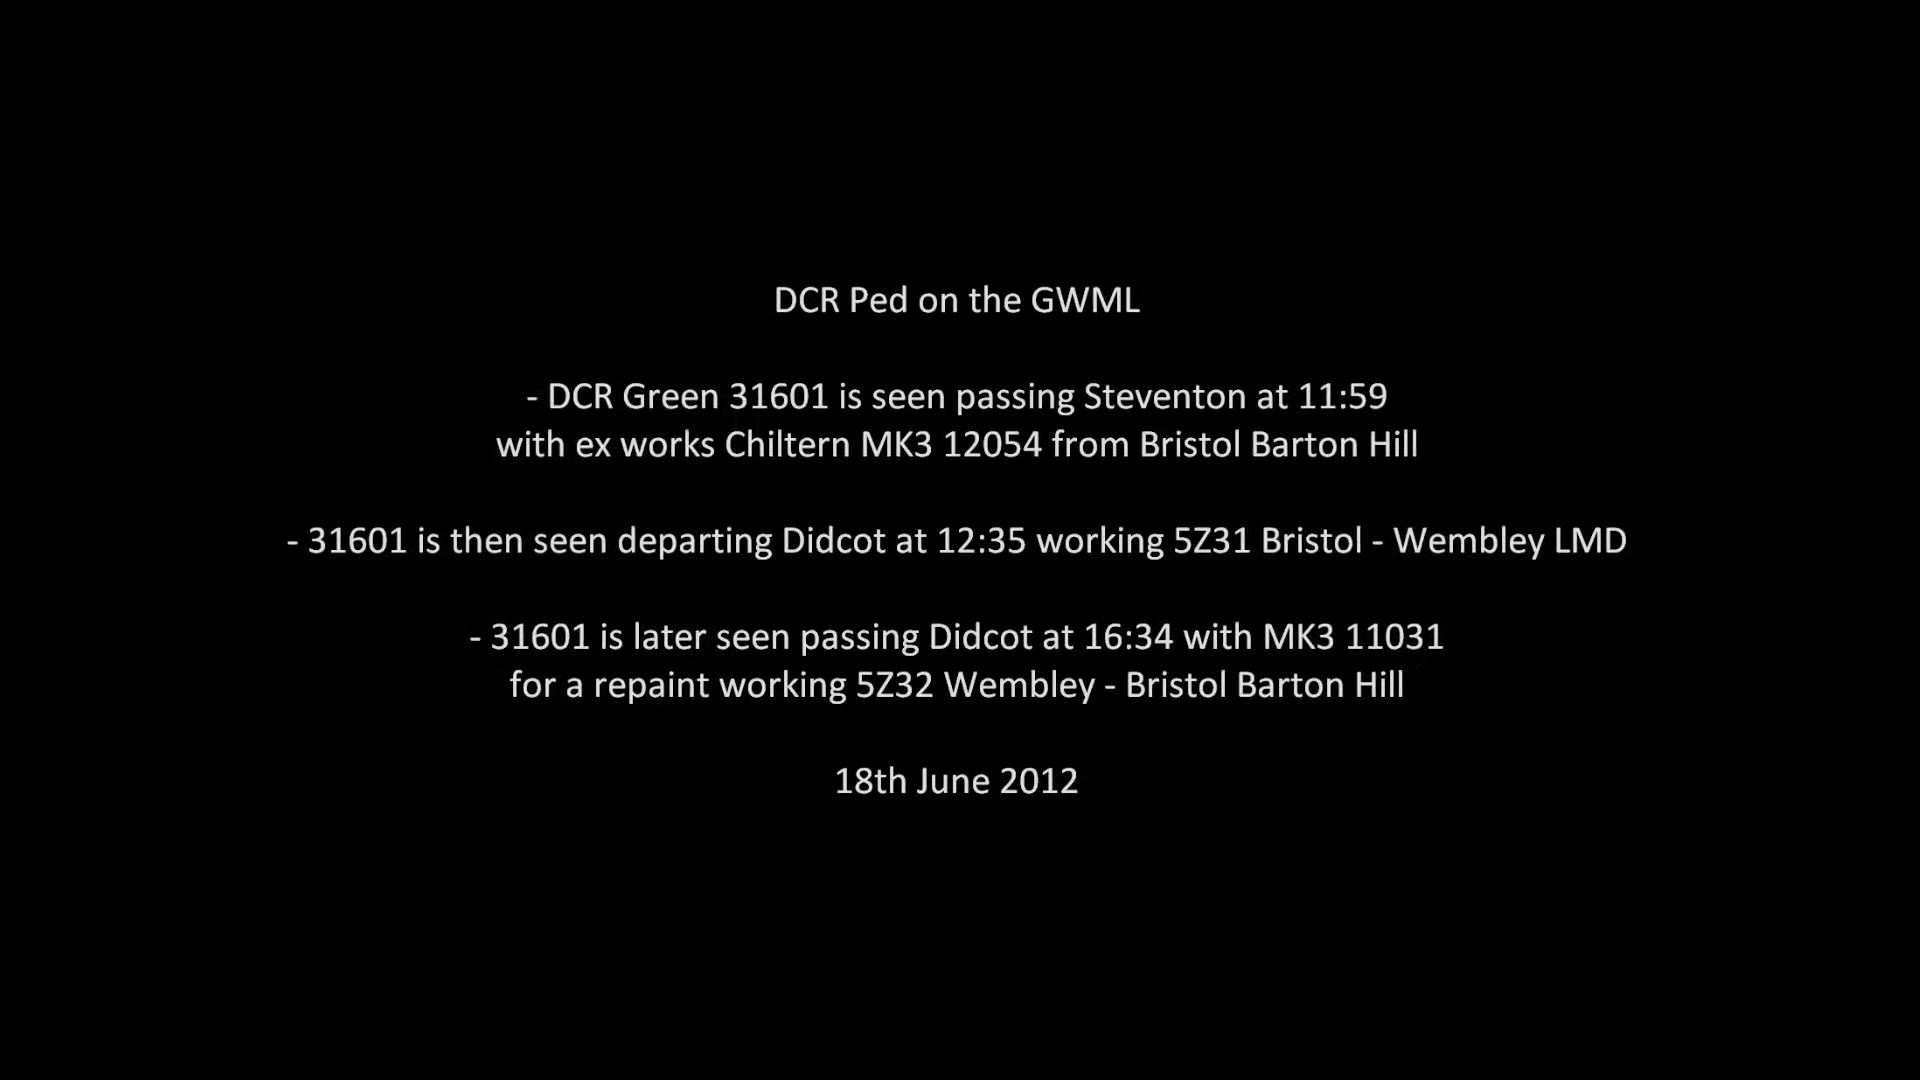 DCR Ped on the GWML
- DCR Green 31601 is seen passing Steventon at 11:59
with ex works Chiltern MK3 12054 from Bristol Barton Hill
- 31601 is then seen departing Didcot at 12:35 working 5Z31 Bristol - Wembley LMD
- 31601 is later seen passing Didcot at 16:34 with MK3 11031
for a repaint working 5Z32 Wembley - Bristol Barton Hill
18th June 2012